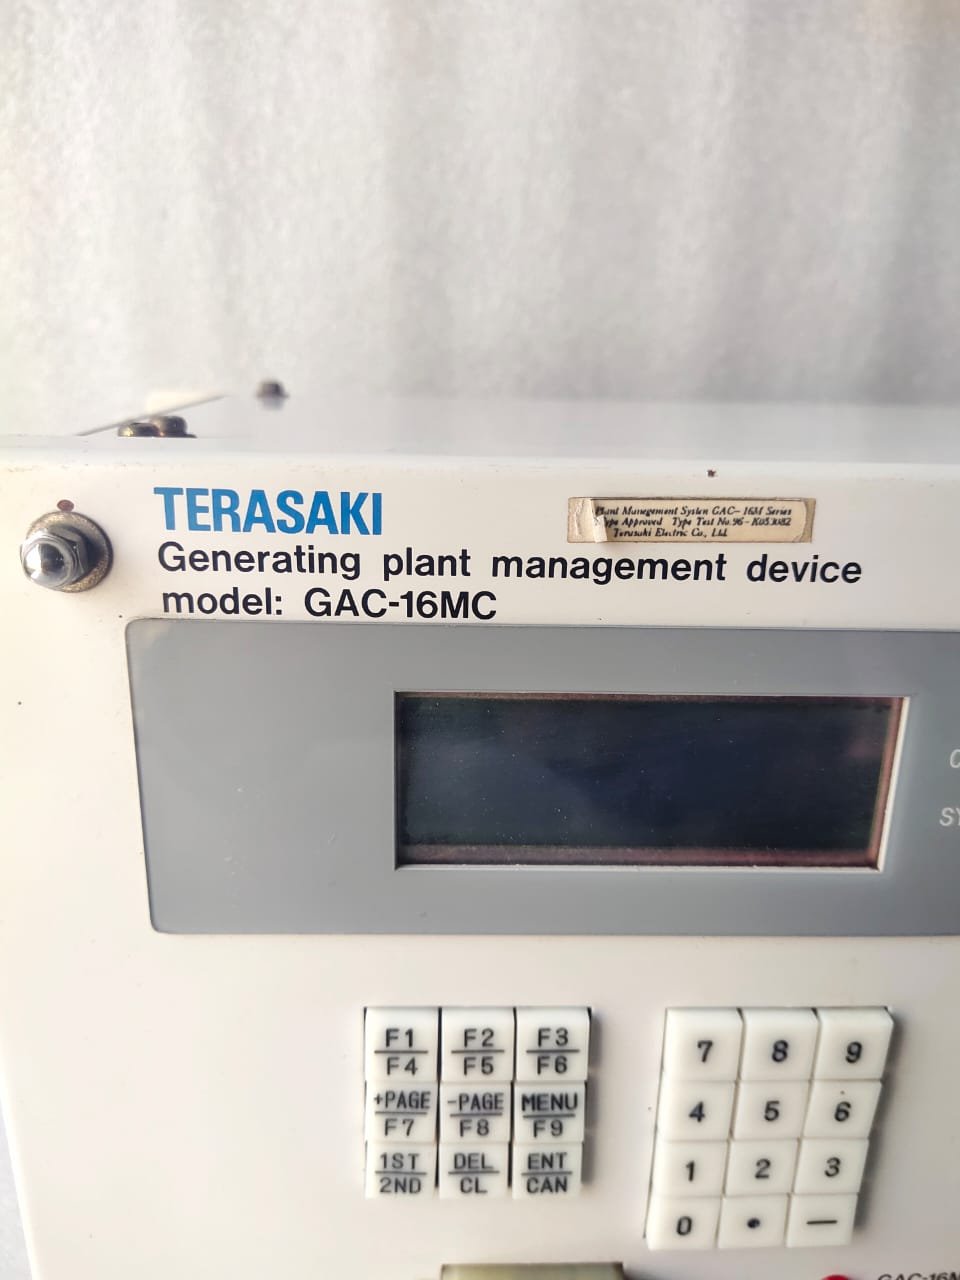 TERASAKI
Plant Management System GAC-16M Series
Type Approved Type Test No.96-K053082
Terasaki Electric Co., Ltd.
Generating plant management device
model: GAC-16MC
F1
F4
F2
F5
F3
F6
+PAGE
F7
-PAGE
F8
MENU
F9
1ST
2ND
DEL
CL
ENT
CAN
7 8 9
4 5 6
1 2 3
0 • —